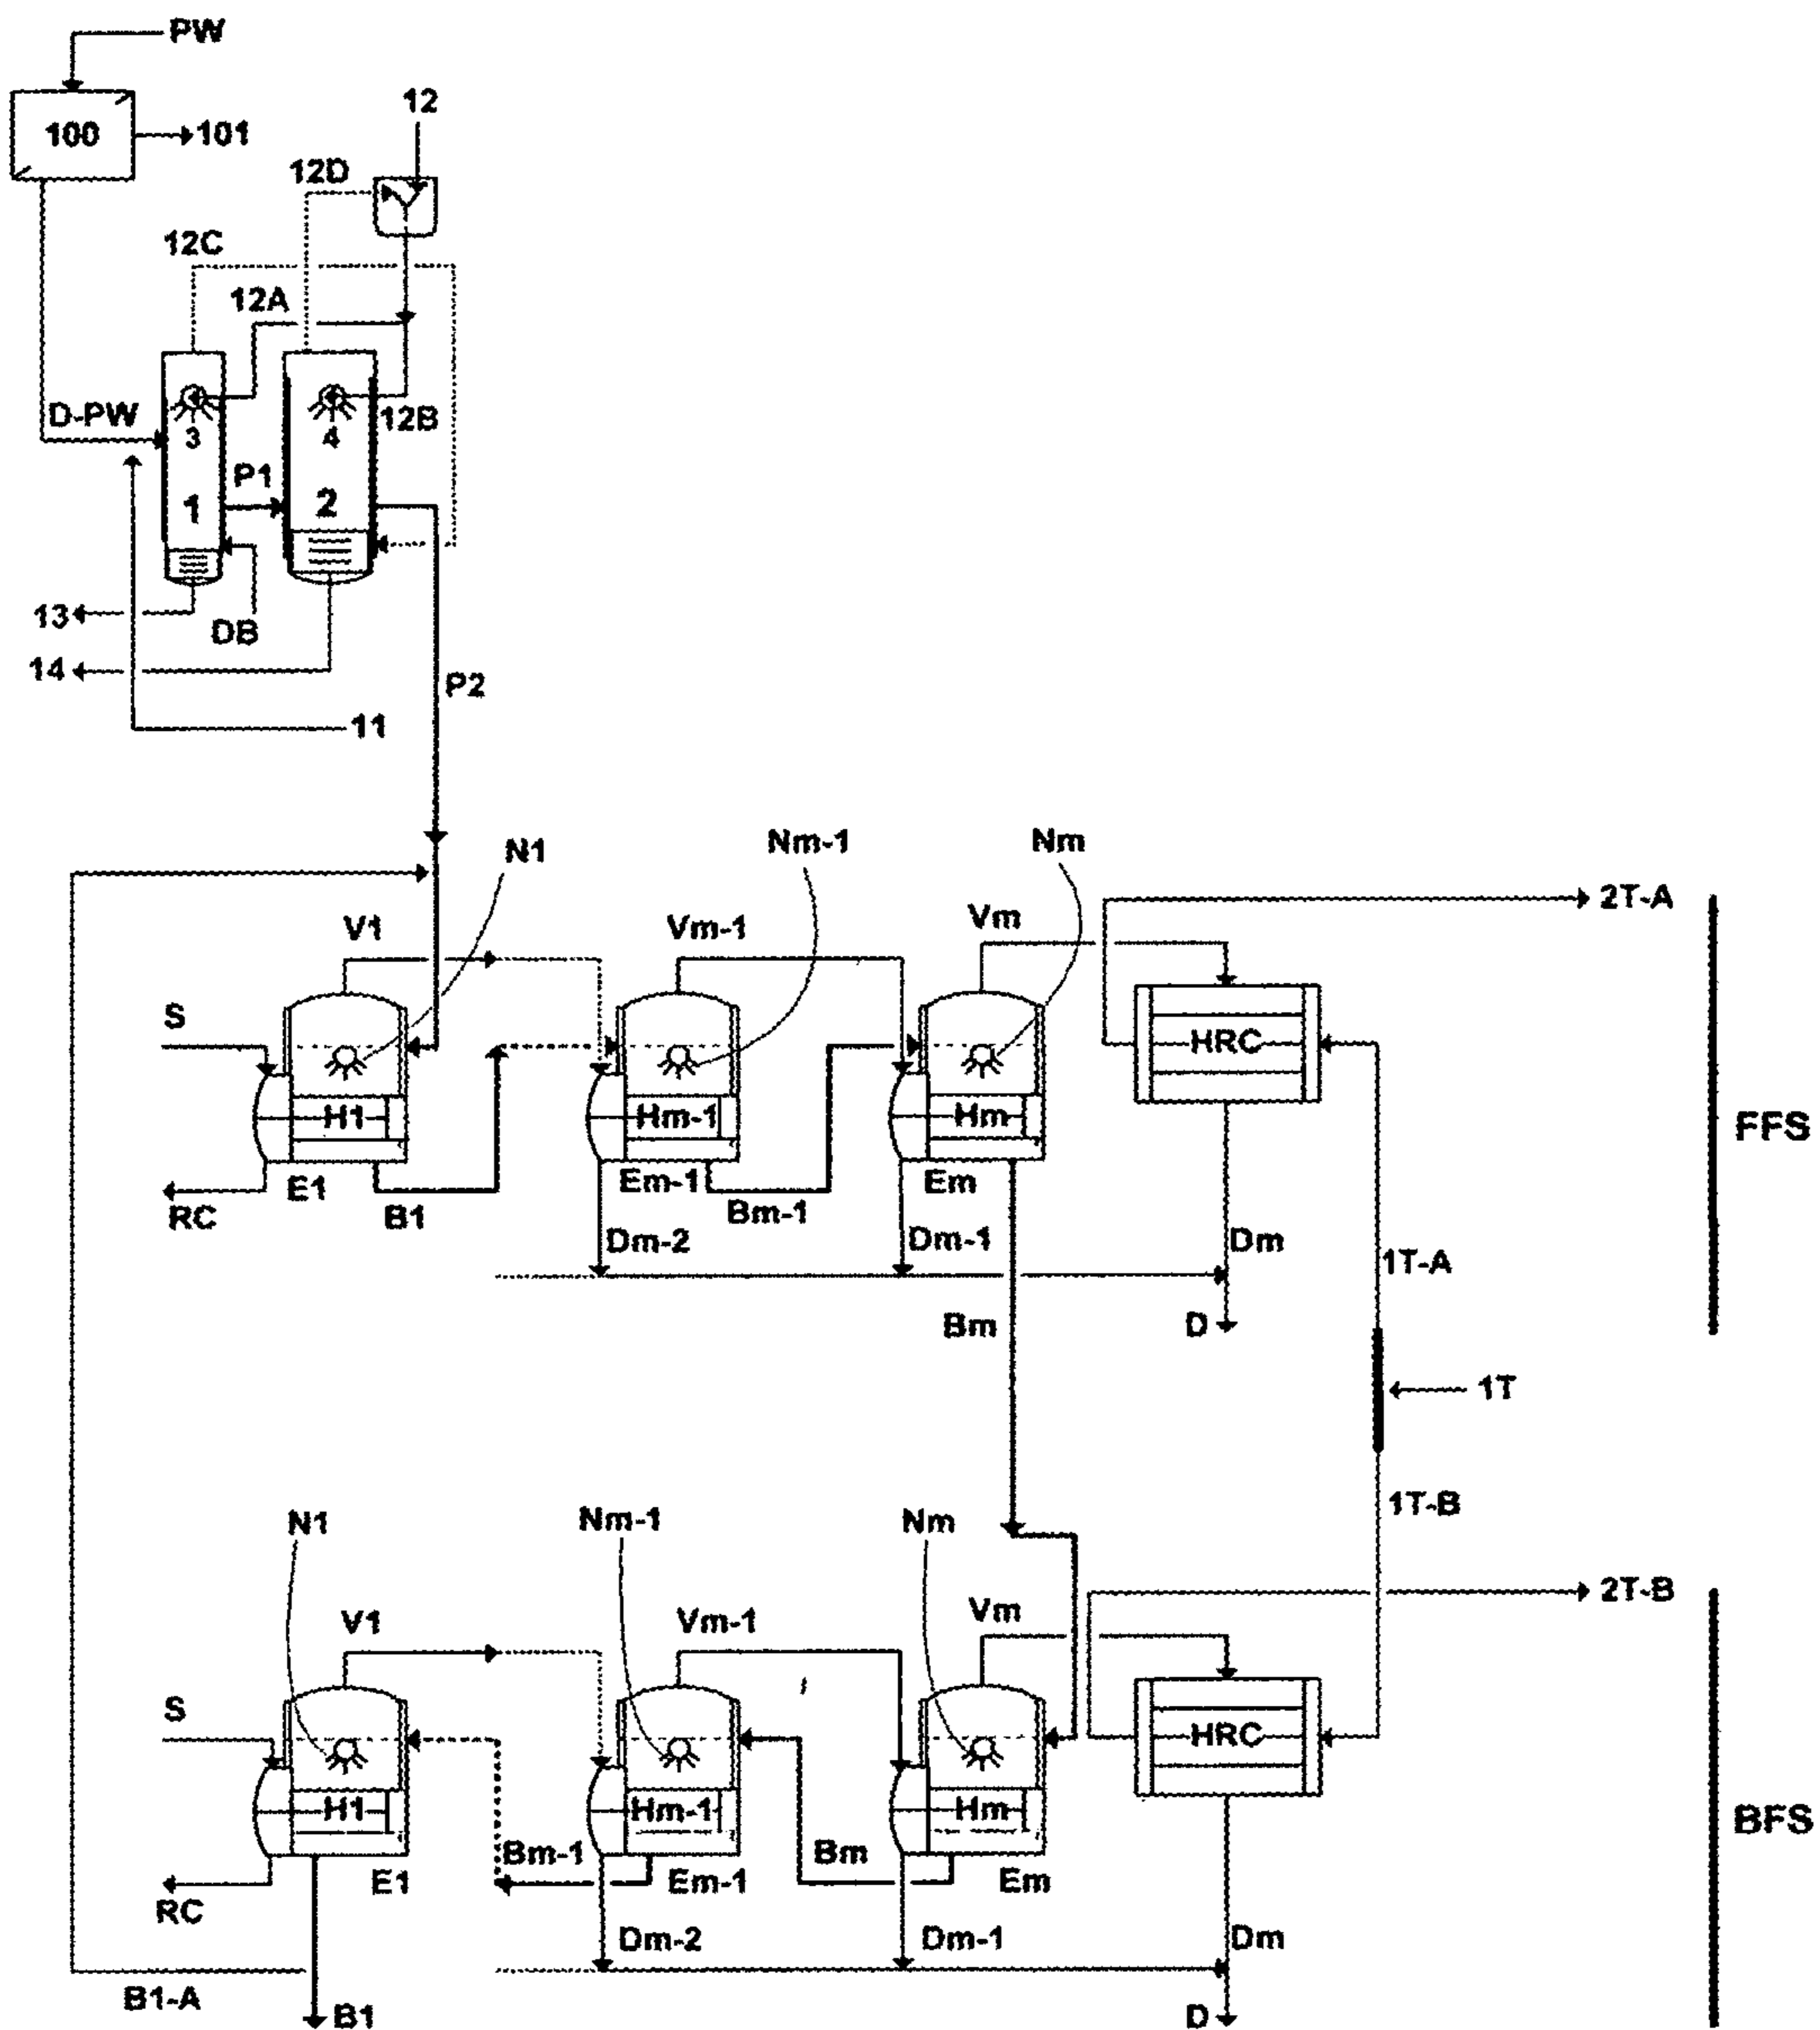 PW
100
101
12
12D
12C
12A
D-PW
3
4
12B
P1
1
2
13
DB
14
P2
11
N1
Nm-1
Nm
2T-A
V1
Vm-1
Vm
S
HRC
H1
Hm-1
Hm
FFS
E1
Em-1
Em
RC
B1
Bm-1
Dm-2
Dm-1
Dm
1T-A
Bm
D
1T
1T-B
N1
Nm-1
Nm
2T-B
V1
Vm-1
Vm
S
HRC
H1
Hm-1
Hm
BFS
Bm-1
Bm
E1
Em-1
Em
RC
Dm-2
Dm-1
Dm
B1-A
B1
D